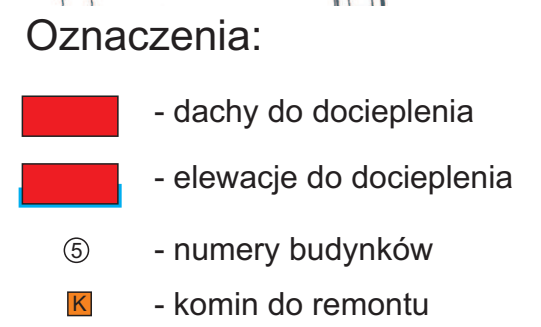 Oznaczenia:
- dachy do docieplenia
- elewacje do docieplenia
⑤ - numery budynków
K - komin do remontu